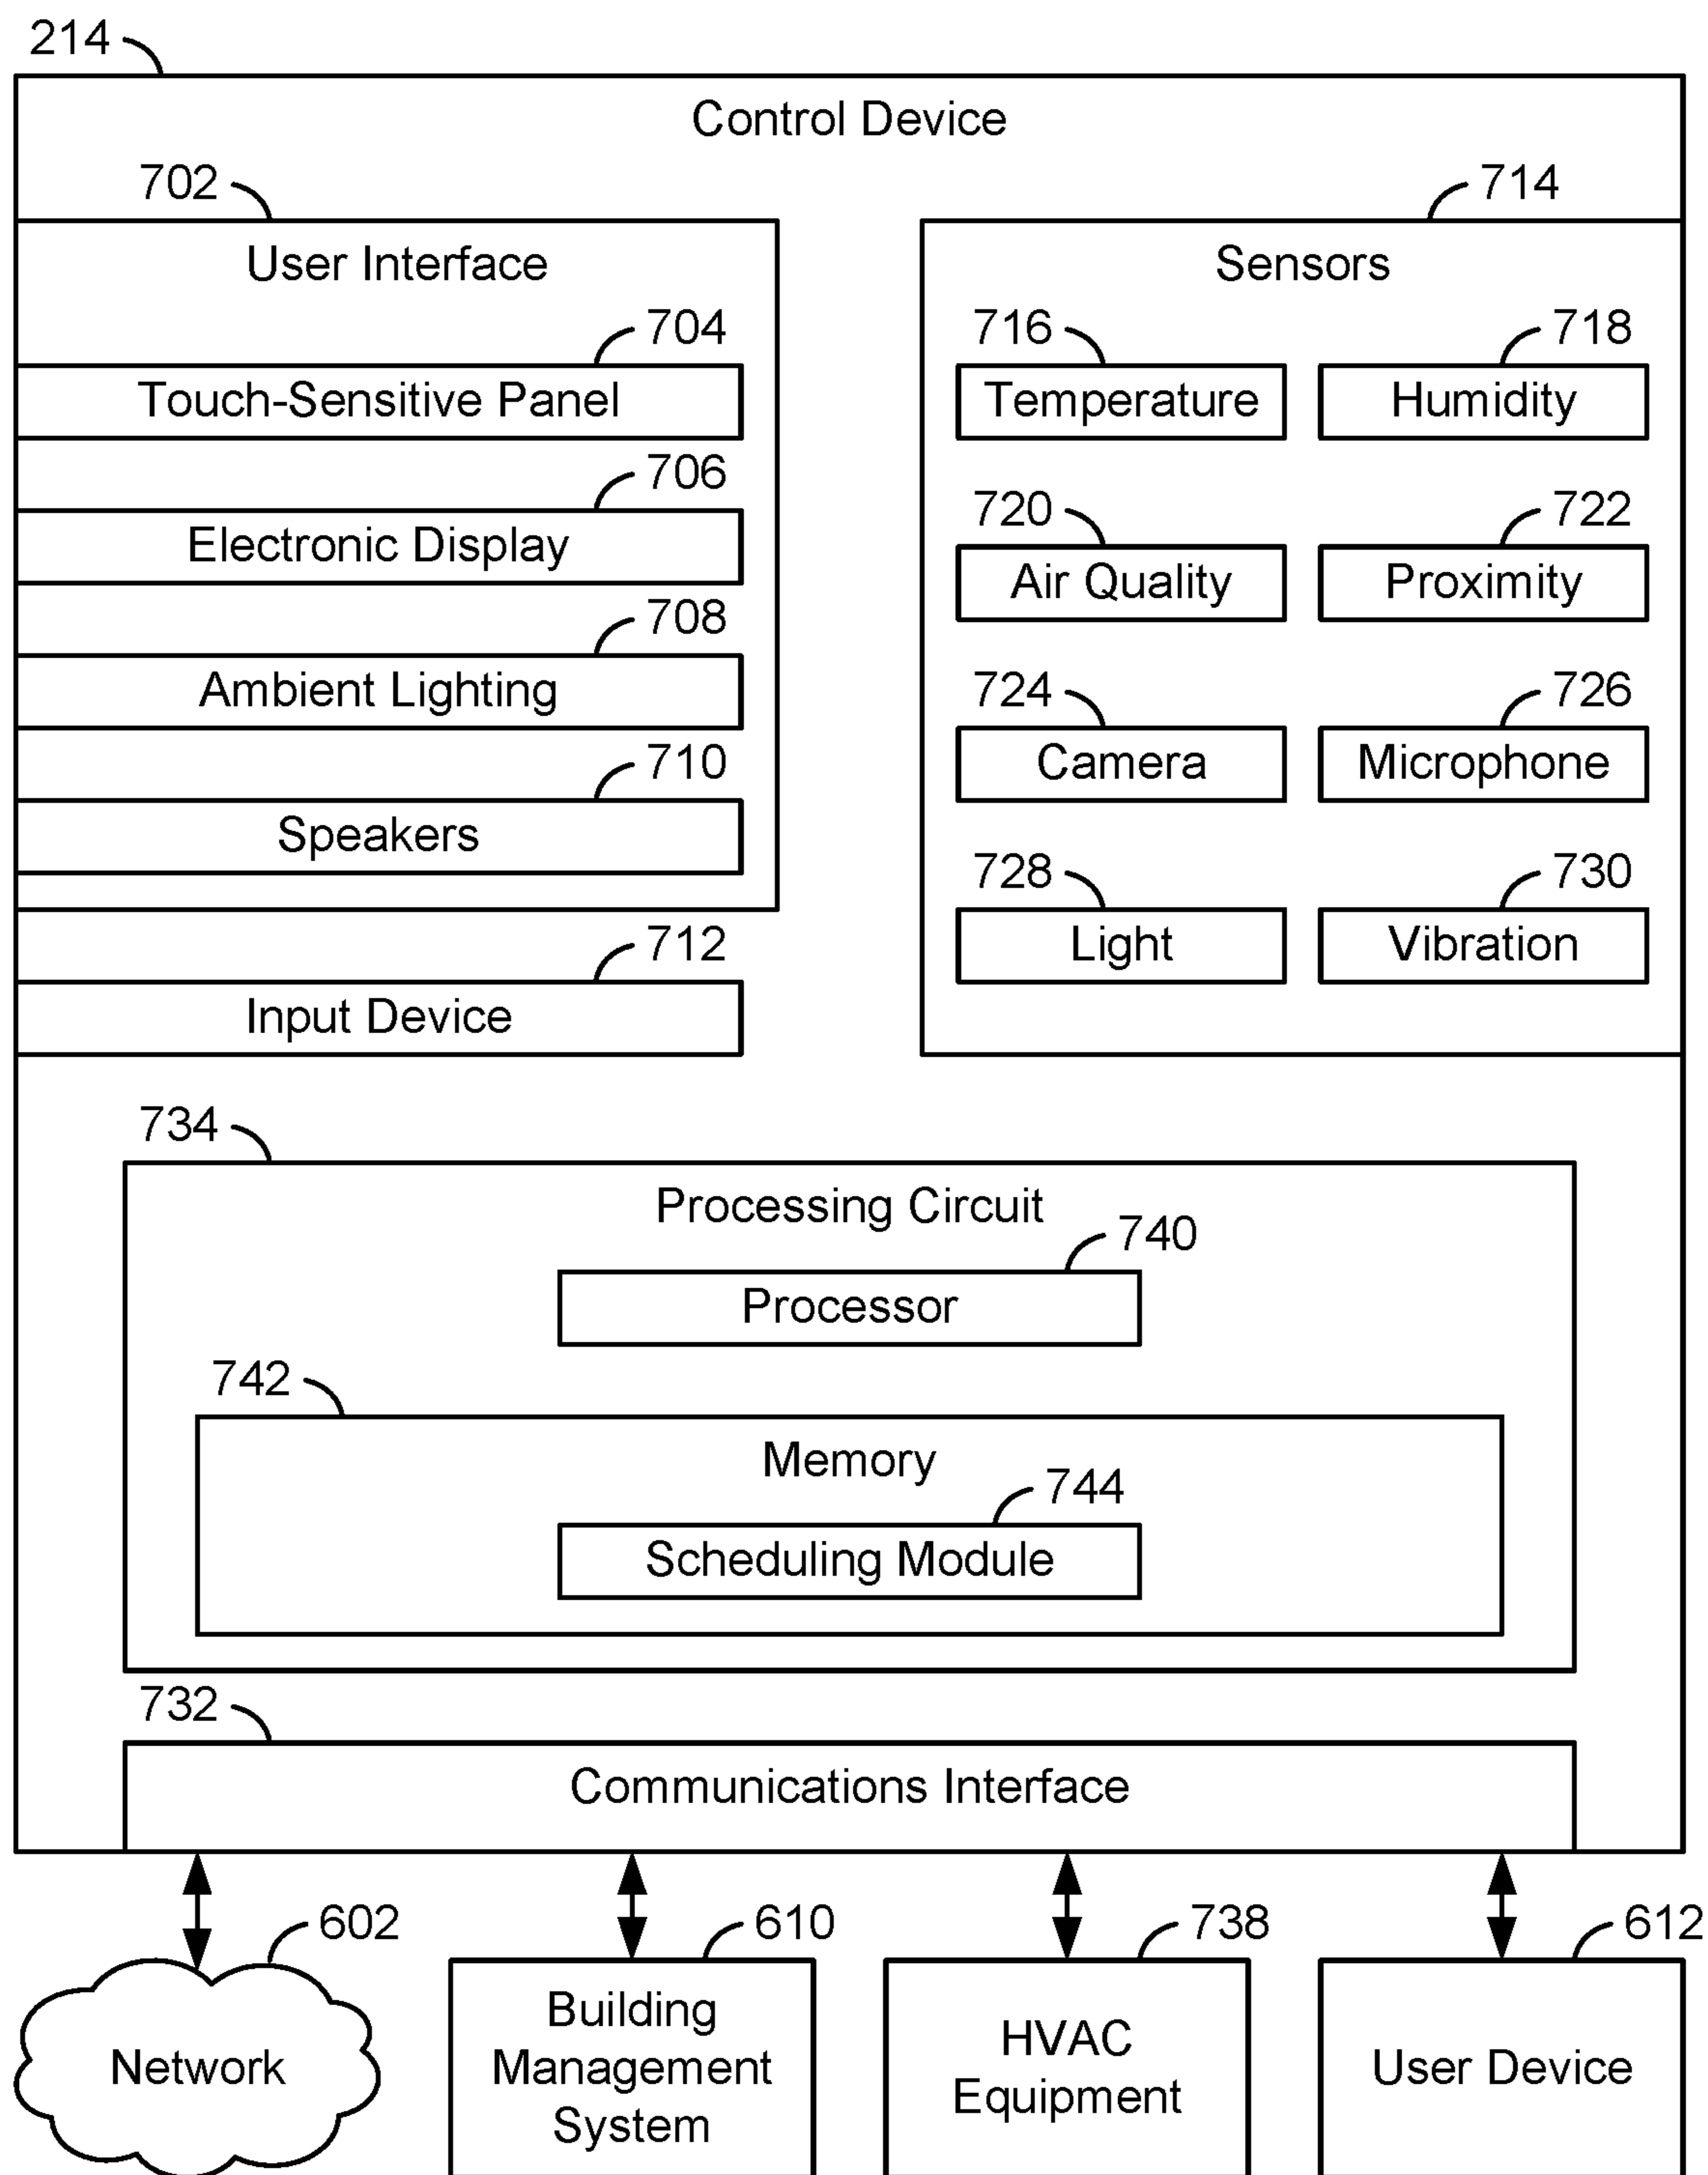 214
Control Device
702
User Interface
704
Touch-Sensitive Panel
706
Electronic Display
708
Ambient Lighting
710
Speakers
712
Input Device
714
Sensors
716
Temperature
718
Humidity
720
Air Quality
722
Proximity
724
Camera
726
Microphone
728
Light
730
Vibration
734
Processing Circuit
740
Processor
742
Memory
744
Scheduling Module
732
Communications Interface
602
Network
610
Building
Management
System
738
HVAC
Equipment
612
User Device